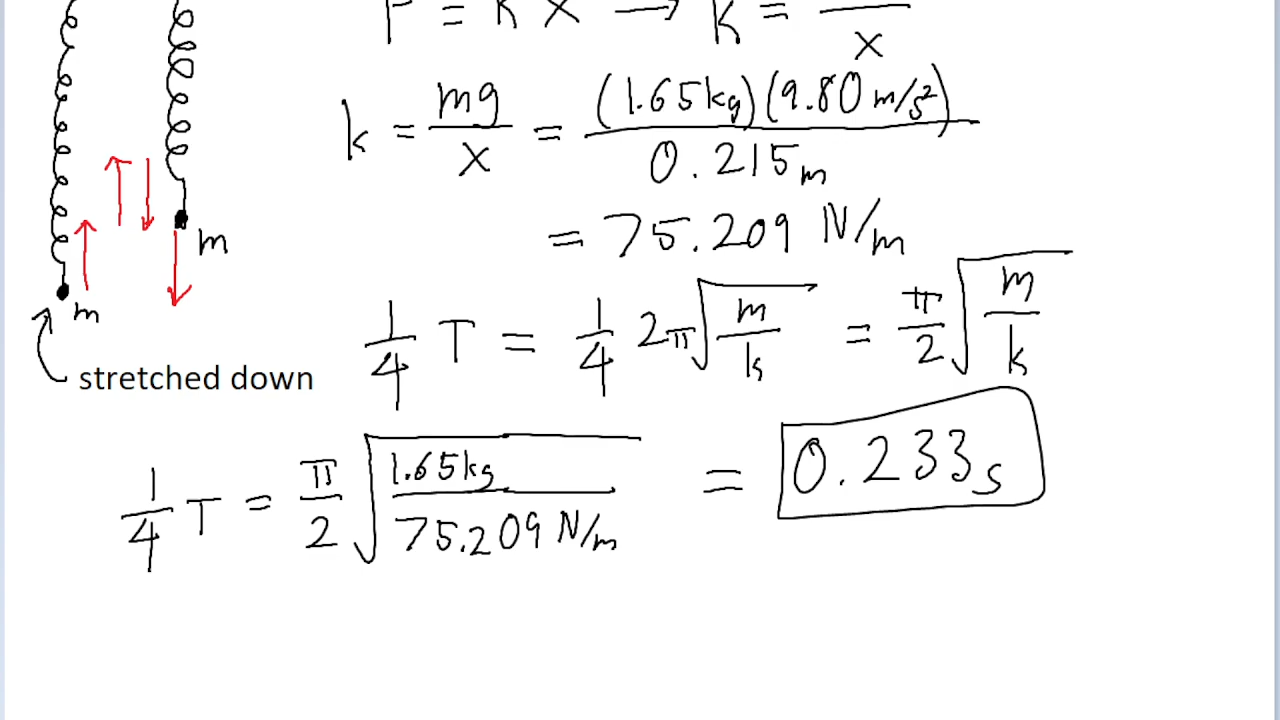 F = K X → K = —/x
k = mg/x = (1.65kg)(9.80 m/s²)/0.215m
= 75.209 N/m
m
m
1/4 T = 1/4 2π√(m/k) = π/2 √(m/k)
stretched down
1/4 T = π/2 √(1.65kg/75.209 N/m) = 0.233s